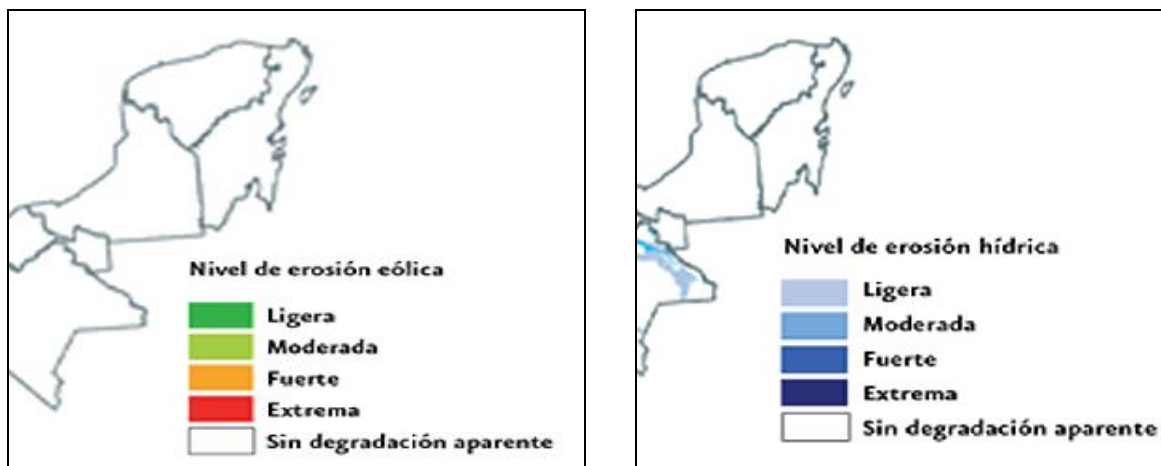 Nivel de erosión eólica
Ligera
Moderada
Fuerte
Extrema
Sin degradación aparente
Nivel de erosión hídrica
Ligera
Moderada
Fuerte
Extrema
Sin degradación aparente